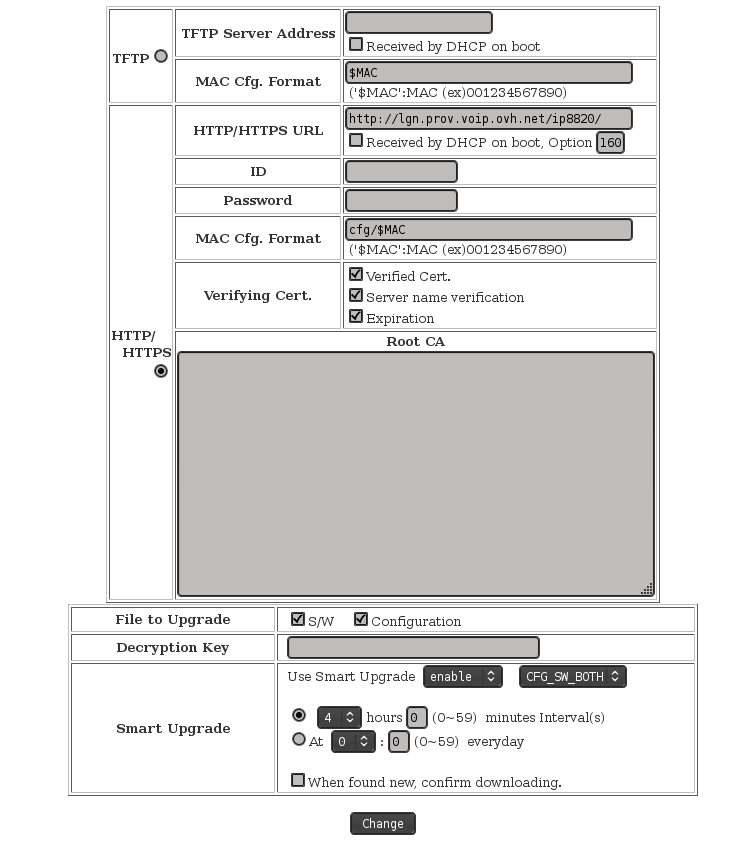 TFTP
TFTP Server Address
Received by DHCP on boot
MAC Cfg. Format
$MAC
('$MAC':MAC (ex)001234567890)
HTTP/
HTTPS
HTTP/HTTPS URL
http://lgn.prov.voip.ovh.net/ip8820/
Received by DHCP on boot, Option 160
ID
Password
MAC Cfg. Format
cfg/$MAC
('$MAC':MAC (ex)001234567890)
Verifying Cert.
Verified Cert.
Server name verification
Expiration
Root CA
File to Upgrade
S/W Configuration
Decryption Key
Smart Upgrade
Use Smart Upgrade enable CFG_SW_BOTH
4 hours 0 (0~59) minutes Interval(s)
At 0 : 0 (0~59) everyday
When found new, confirm downloading.
Change